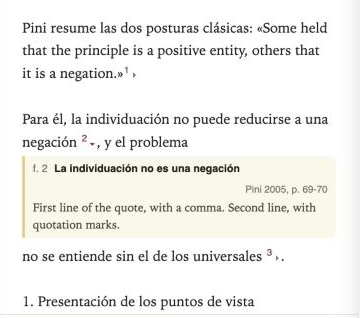 Pini resume las dos posturas clásicas: «Some held
that the principle is a positive entity, others that
it is a negation.»¹ ▸
Para él, la individuación no puede reducirse a una
negación ² ▾, y el problema
f. 2 La individuación no es una negación
Pini 2005, p. 69-70
First line of the quote, with a comma. Second line, with
quotation marks.
no se entiende sin el de los universales ³ ▸.
1. Presentación de los puntos de vista